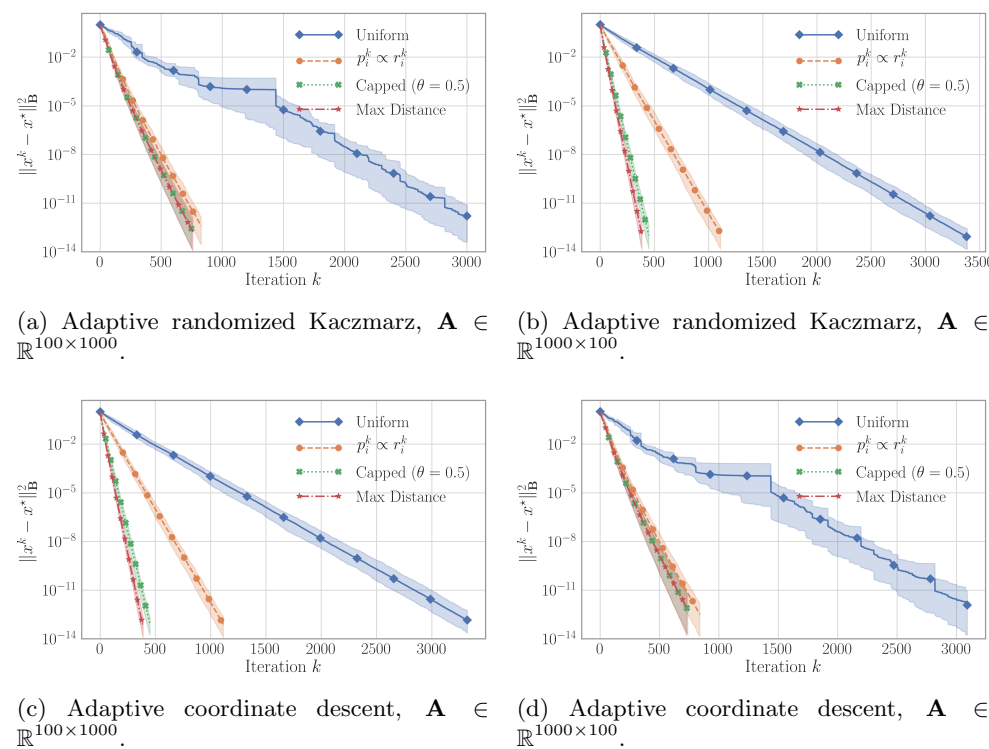 ‖x^k − x^⋆‖²_B
10^−2
10^−5
10^−8
10^−11
10^−14
0 500 1000 1500 2000 2500 3000
Iteration k
Uniform
p_i^k ∝ r_i^k
Capped (θ = 0.5)
Max Distance
(a) Adaptive randomized Kaczmarz, A ∈
ℝ^100×1000.
‖x^k − x^⋆‖²_B
10^−2
10^−5
10^−8
10^−11
10^−14
0 500 1000 1500 2000 2500 3000 3500
Iteration k
Uniform
p_i^k ∝ r_i^k
Capped (θ = 0.5)
Max Distance
(b) Adaptive randomized Kaczmarz, A ∈
ℝ^1000×100.
‖x^k − x^⋆‖²_B
10^−2
10^−5
10^−8
10^−11
10^−14
0 500 1000 1500 2000 2500 3000
Iteration k
Uniform
p_i^k ∝ r_i^k
Capped (θ = 0.5)
Max Distance
(c) Adaptive coordinate descent, A ∈
ℝ^100×1000.
‖x^k − x^⋆‖²_B
10^−2
10^−5
10^−8
10^−11
10^−14
0 500 1000 1500 2000 2500 3000
Iteration k
Uniform
p_i^k ∝ r_i^k
Capped (θ = 0.5)
Max Distance
(d) Adaptive coordinate descent, A ∈
ℝ^1000×100.